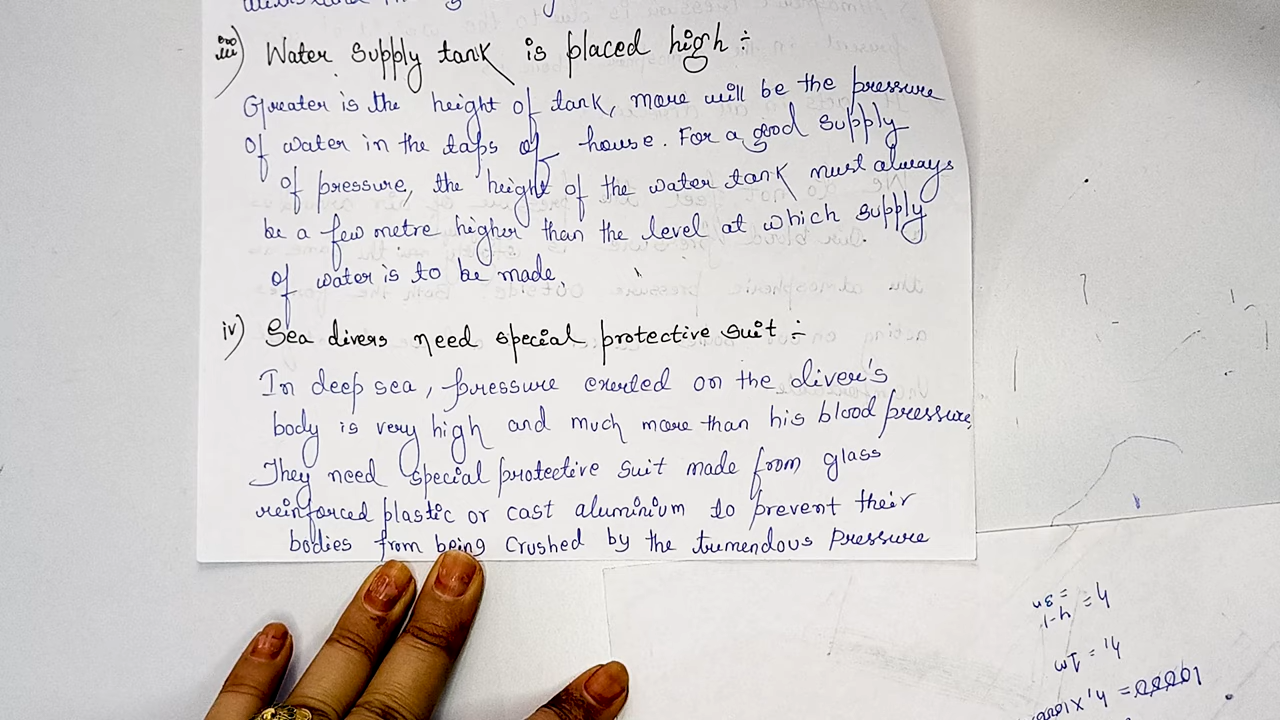 iii) Water supply tank is placed high ÷
Greater is the height of tank, more will be the pressure
of water in the taps of house. For a good supply
of pressure, the height of the water tank must always
be a few metre higher than the level at which supply
of water is to be made.
iv) Sea divers need special protective suit ÷
In deep sea, pressure exerted on the diver's
body is very high and much more than his blood pressure,
They need special protective suit made from glass
reinforced plastic or cast aluminium to prevent their
bodies from being crushed by the tremendous pressure
h = 4-1
= 3m
h₁ = 1m